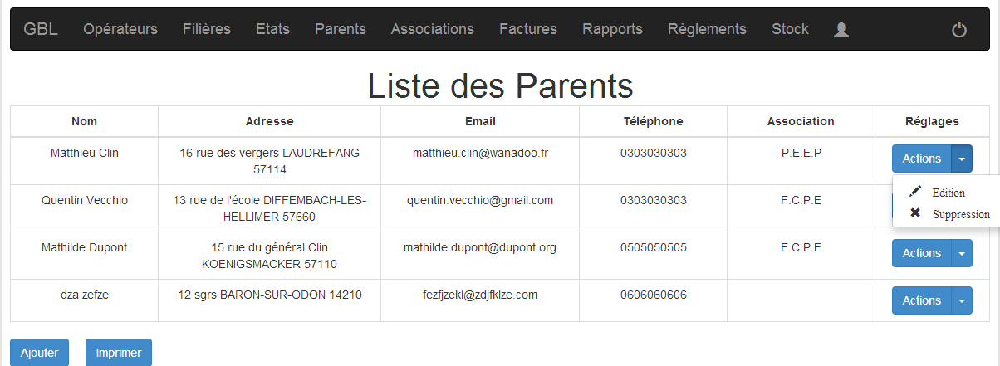 GBL Opérateurs Filières Etats Parents Associations Factures Rapports Règlements Stock
Liste des Parents
Nom Adresse Email Téléphone Association Réglages
Matthieu Clin 16 rue des vergers LAUDREFANG matthieu.clin@wanadoo.fr 0303030303 P.E.E.P Actions
57114
Edition
Quentin Vecchio 13 rue de l'école DIFFEMBACH-LES- quentin.vecchio@gmail.com 0303030303 F.C.P.E
HELLIMER 57660
Suppression
Mathilde Dupont 15 rue du général Clin mathilde.dupont@dupont.org 0505050505 F.C.P.E Actions
KOENIGSMACKER 57110
dza zefze 12 sgrs BARON-SUR-ODON 14210 fezfjzekl@zdjfklze.com 0606060606 Actions
Ajouter Imprimer